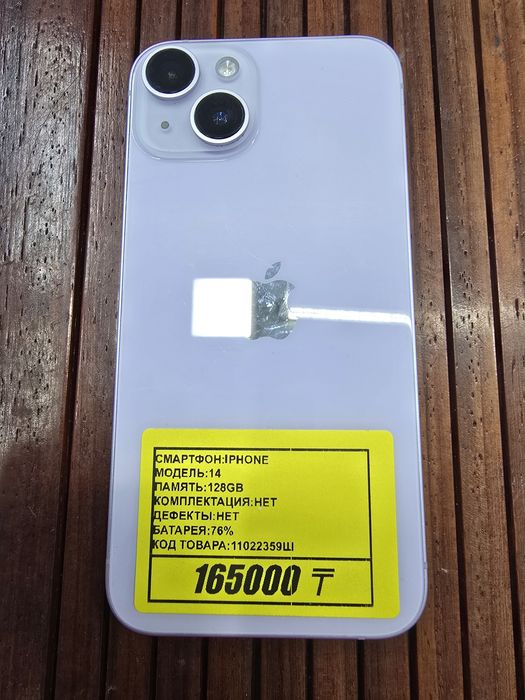 СМАРТФОН:IPHONE
МОДЕЛЬ:14
ПАМЯТЬ:128GB
КОМПЛЕКТАЦИЯ:НЕТ
ДЕФЕКТЫ:НЕТ
БАТАРЕЯ:76%
КОД ТОВАРА:11022359Ш
165000 ₸